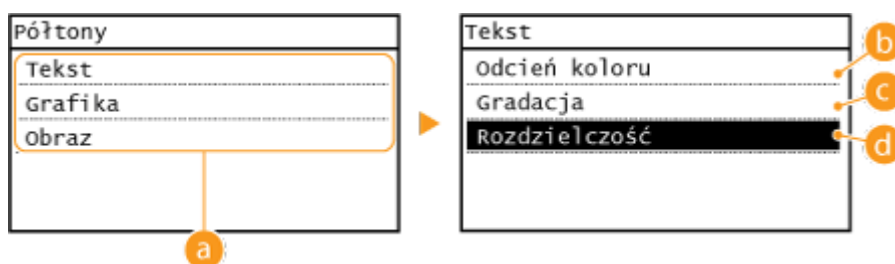 Półtony
Tekst
Grafika
Obraz
a
Tekst
Odcień koloru
Gradacja
Rozdzielczość
b
c
d